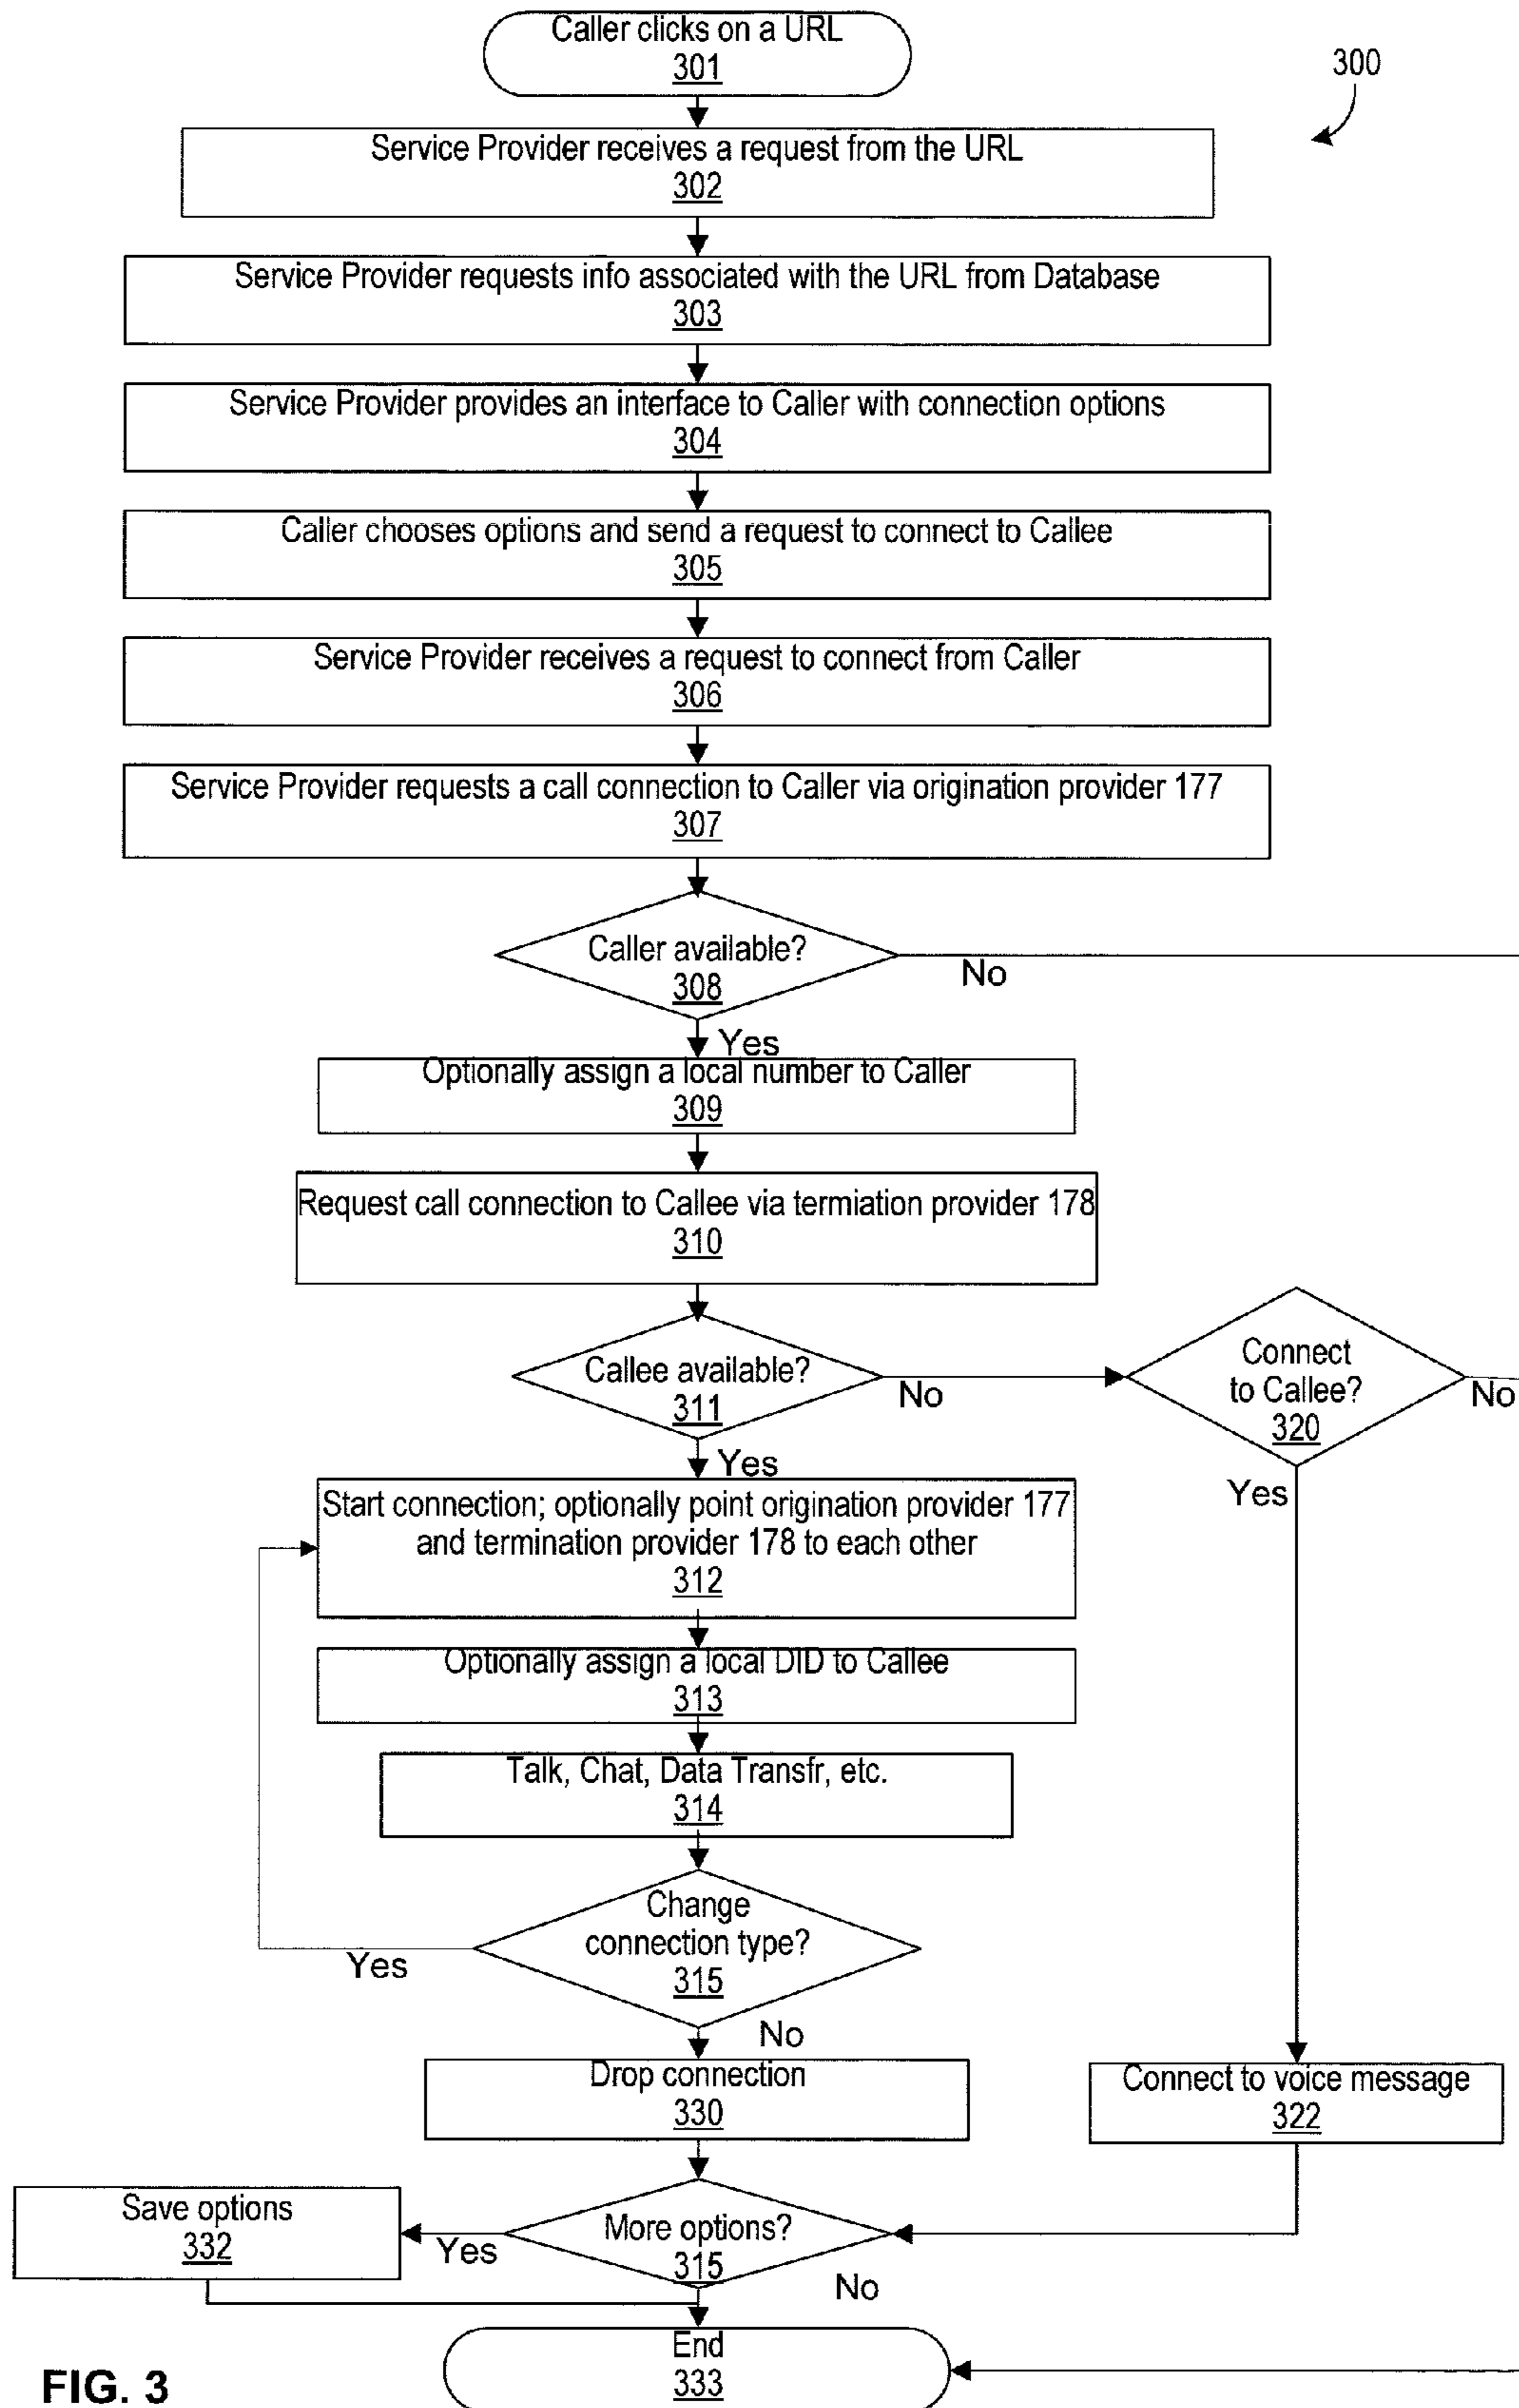 Caller clicks on a URL
301
300
Service Provider receives a request from the URL
302
Service Provider requests info associated with the URL from Database
303
Service Provider provides an interface to Caller with connection options
304
Caller chooses options and send a request to connect to Callee
305
Service Provider receives a request to connect from Caller
306
Service Provider requests a call connection to Caller via origination provider 177
307
Caller available?
308
No
Yes
Optionally assign a local number to Caller
309
Request call connection to Callee via termiation provider 178
310
Callee available?
311
No
Connect
to Callee?
320
No
Yes
Yes
Start connection; optionally point origination provider 177
and termination provider 178 to each other
312
Optionally assign a local DID to Callee
313
Talk, Chat, Data Transfr, etc.
314
Change
connection type?
315
Yes
No
Drop connection
330
Connect to voice message
322
Save options
332
Yes
More options?
315
No
End
333
FIG. 3